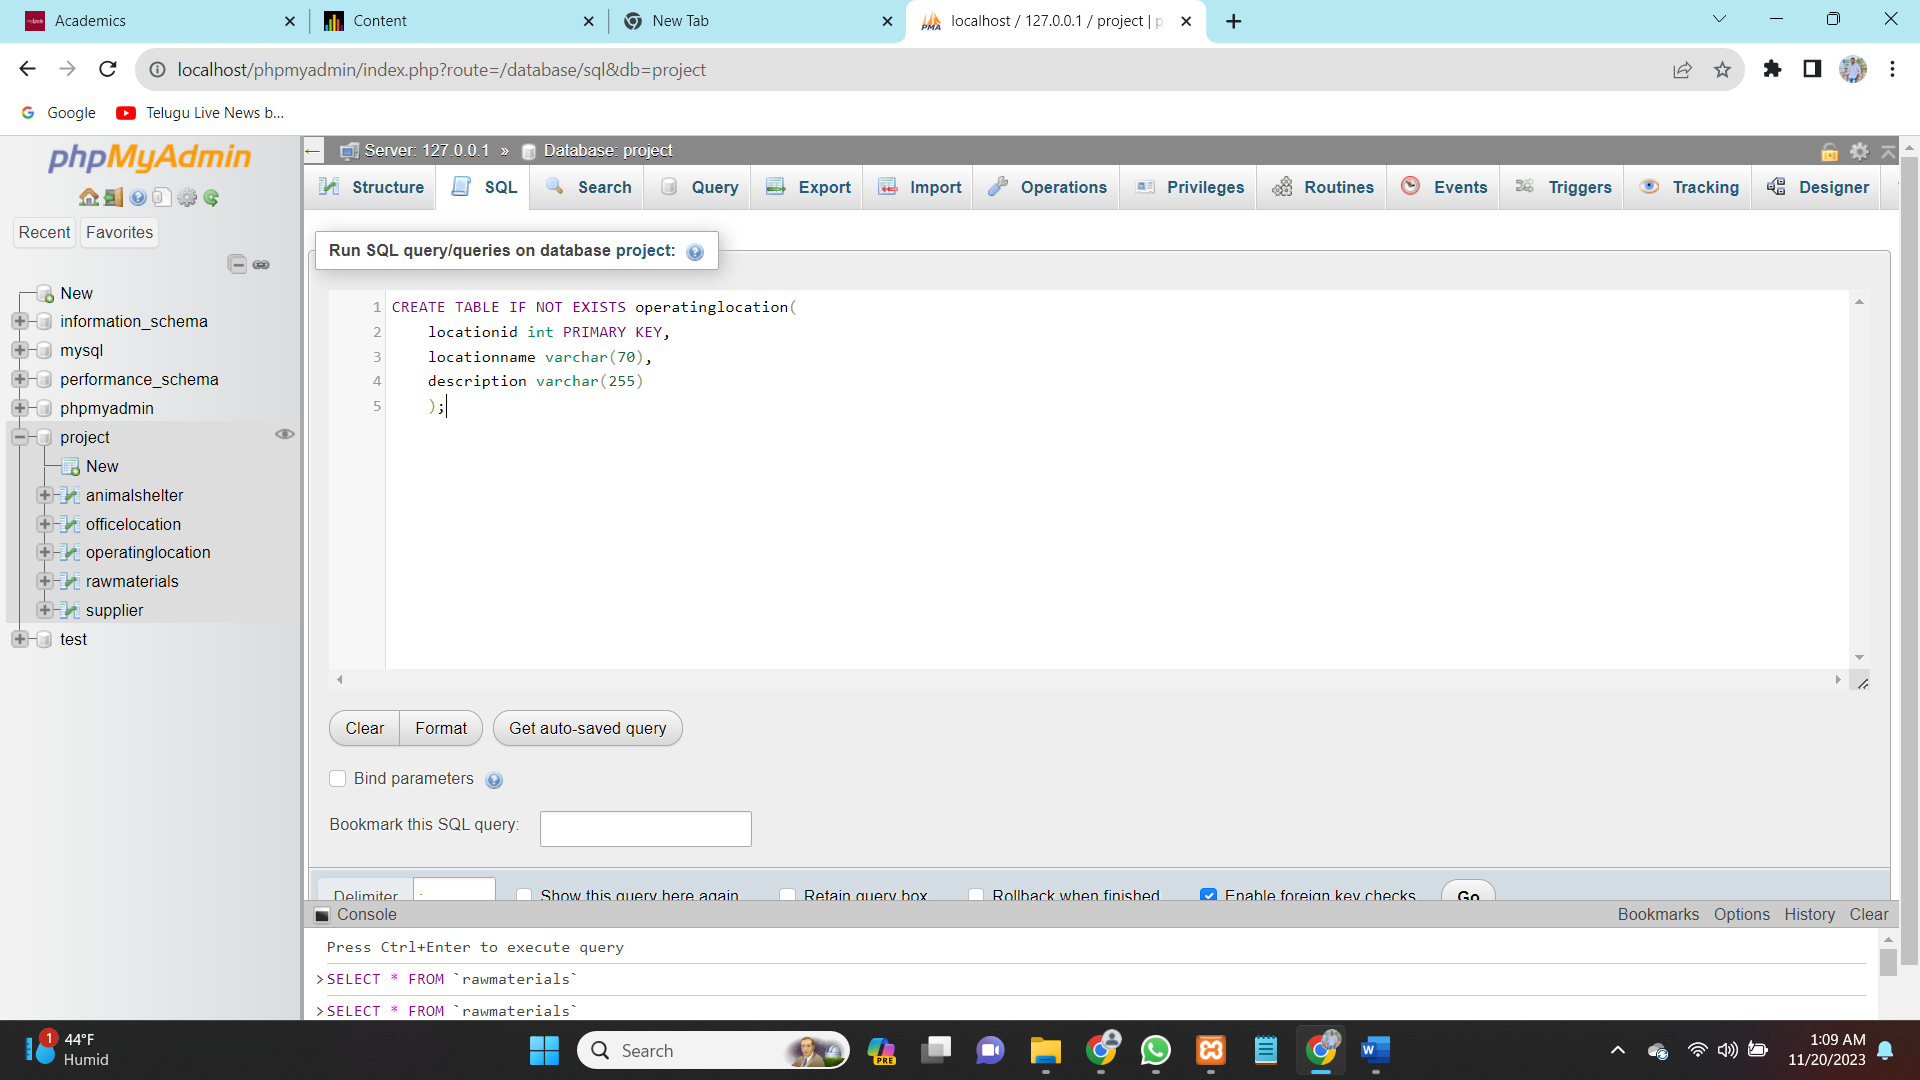 Academics
Content
New Tab
localhost / 127.0.0.1 / project | p
localhost/phpmyadmin/index.php?route=/database/sql&db=project
Google
Telugu Live News b...
phpMyAdmin
Recent
Favorites
New
information_schema
mysql
performance_schema
phpmyadmin
project
New
animalshelter
officelocation
operatinglocation
rawmaterials
supplier
test
Server: 127.0.0.1 » Database: project
Structure
SQL
Search
Query
Export
Import
Operations
Privileges
Routines
Events
Triggers
Tracking
Designer
Run SQL query/queries on database project:
1 CREATE TABLE IF NOT EXISTS operatinglocation(
2 locationid int PRIMARY KEY,
3 locationname varchar(70),
4 description varchar(255)
5 );
Clear
Format
Get auto-saved query
Bind parameters
Bookmark this SQL query:
Delimiter
Show this query here again
Retain query box
Rollback when finished
Enable foreign key checks
Go
Console
Bookmarks
Options
History
Clear
Press Ctrl+Enter to execute query
>SELECT * FROM `rawmaterials`
>SELECT * FROM `rawmaterials`
1
44°F
Humid
Search
PRE
W
1:09 AM
11/20/2023